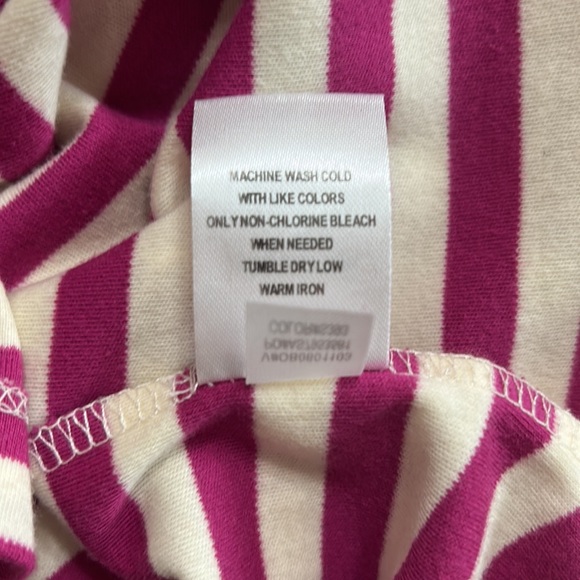 MACHINE WASH COLD
WITH LIKE COLORS
ONLY NON-CHLORINE BLEACH
WHEN NEEDED
TUMBLE DRY LOW
WARM IRON